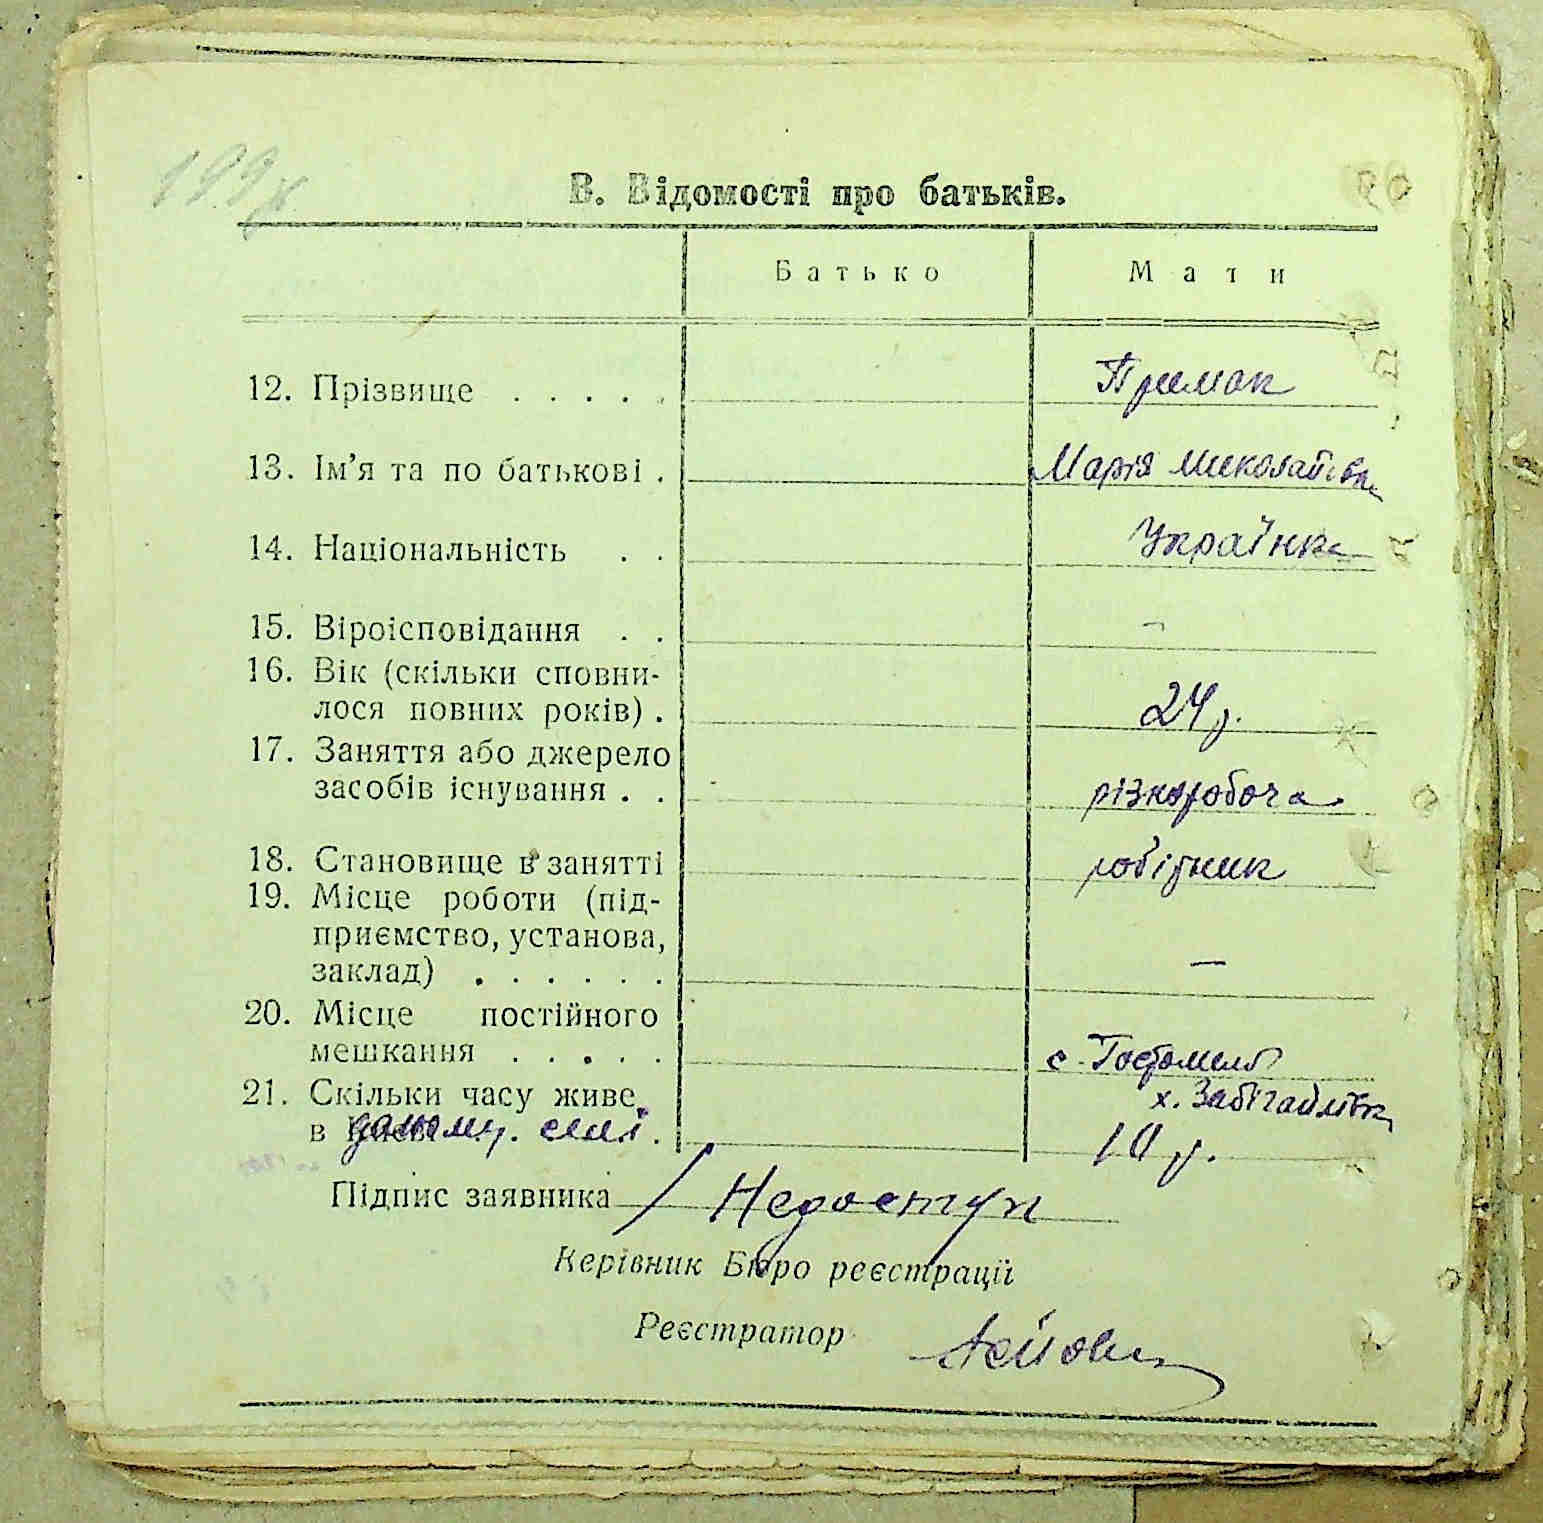 В. Відомості про батьків.
Батько Мати
12. Прізвище . . . . . Примак
13. Ім'я та по батькові . Марія Миколаївна
14. Національність . . Українка
15. Віроісповідання . . –
16. Вік (скільки сповни-
лося повних років) . 24 р.
17. Заняття або джерело
засобів існування . . різноробоча
18. Становище в занятті робітник
19. Місце роботи (під-
приємство, установа,
заклад) . . . . . . –
20. Місце постійного
мешкання . . . . . с. Гостомель
х. Забігайлівка
21. Скільки часу живе
в Києві даному селі . 10 р.
Підпис заявника Недоступ
Керівник Бюро реєстрації
Реєстратор